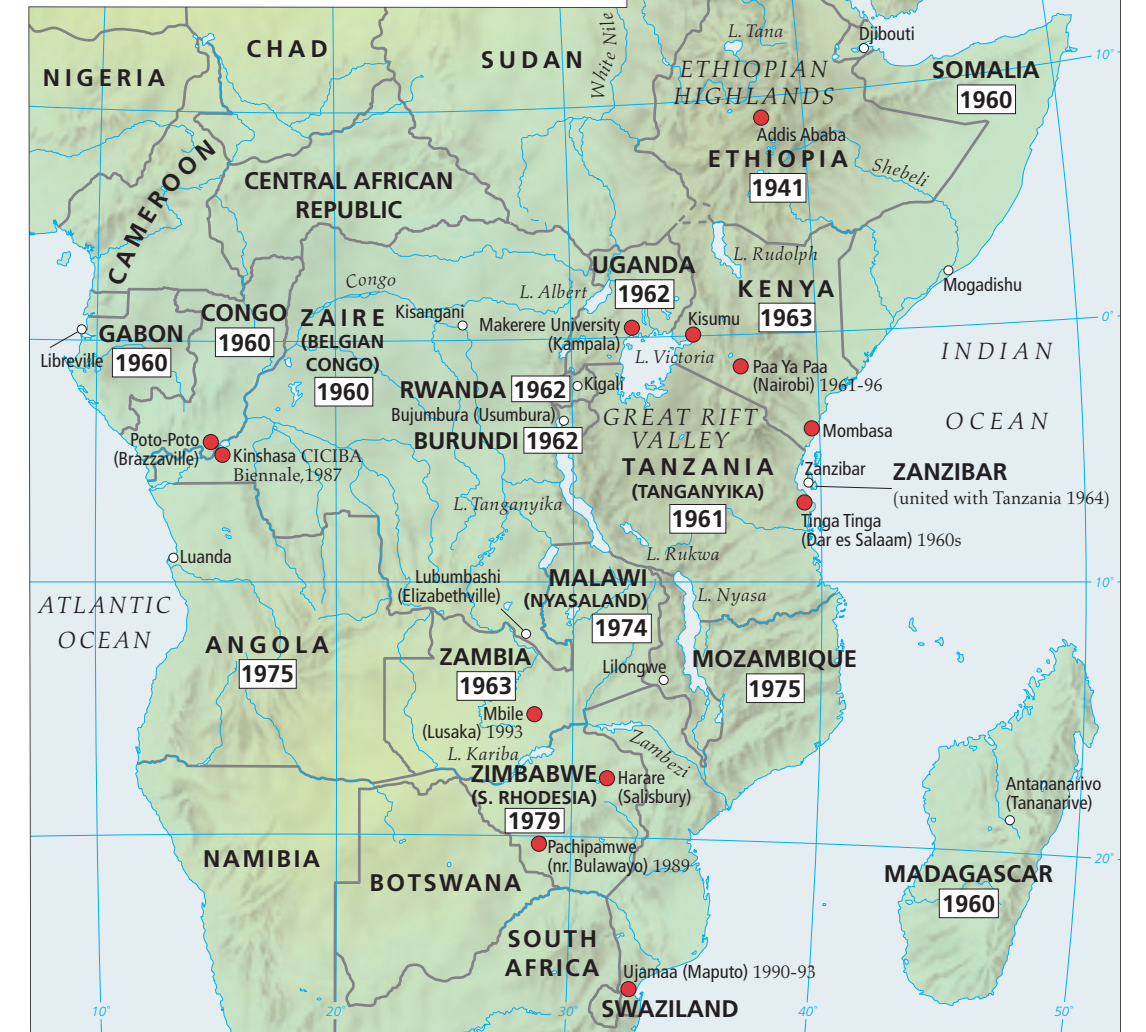 CHAD
NIGERIA
SUDAN
White Nile
L. Tana
Djibouti
ETHIOPIAN
HIGHLANDS
SOMALIA
1960
10°
Addis Ababa
ETHIOPIA
1941
Shebeli
CAMEROON
CENTRAL AFRICAN
REPUBLIC
L. Rudolph
UGANDA
1962
KENYA
1963
Mogadishu
Congo
L. Albert
Kisangani
CONGO
1960
ZAIRE
(BELGIAN
CONGO)
1960
GABON
1960
Libreville
Makerere University
(Kampala)
Kisumu
0°
L. Victoria
INDIAN
OCEAN
Paa Ya Paa
(Nairobi) 1961-96
RWANDA 1962
Kigali
Bujumbura (Usumbura)
BURUNDI 1962
GREAT RIFT
VALLEY
Mombasa
Poto-Poto
(Brazzaville)
Kinshasa CICIBA
Biennale,1987
TANZANIA
(TANGANYIKA)
1961
Zanzibar
ZANZIBAR
(united with Tanzania 1964)
L. Tanganyika
Tinga Tinga
(Dar es Salaam) 1960s
L. Rukwa
Luanda
Lubumbashi
(Elizabethville)
MALAWI
(NYASALAND)
1974
L. Nyasa
10°
ATLANTIC
OCEAN
ANGOLA
1975
ZAMBIA
1963
Lilongwe
MOZAMBIQUE
1975
Mbile
(Lusaka) 1993
L. Kariba
Zambezi
ZIMBABWE
(S. RHODESIA)
1979
Harare
(Salisbury)
Antananarivo
(Tananarive)
Pachipamwe
(nr. Bulawayo) 1989
NAMIBIA
BOTSWANA
20°
MADAGASCAR
1960
SOUTH
AFRICA
Ujamaa (Maputo) 1990-93
SWAZILAND
10°
20°
30°
40°
50°